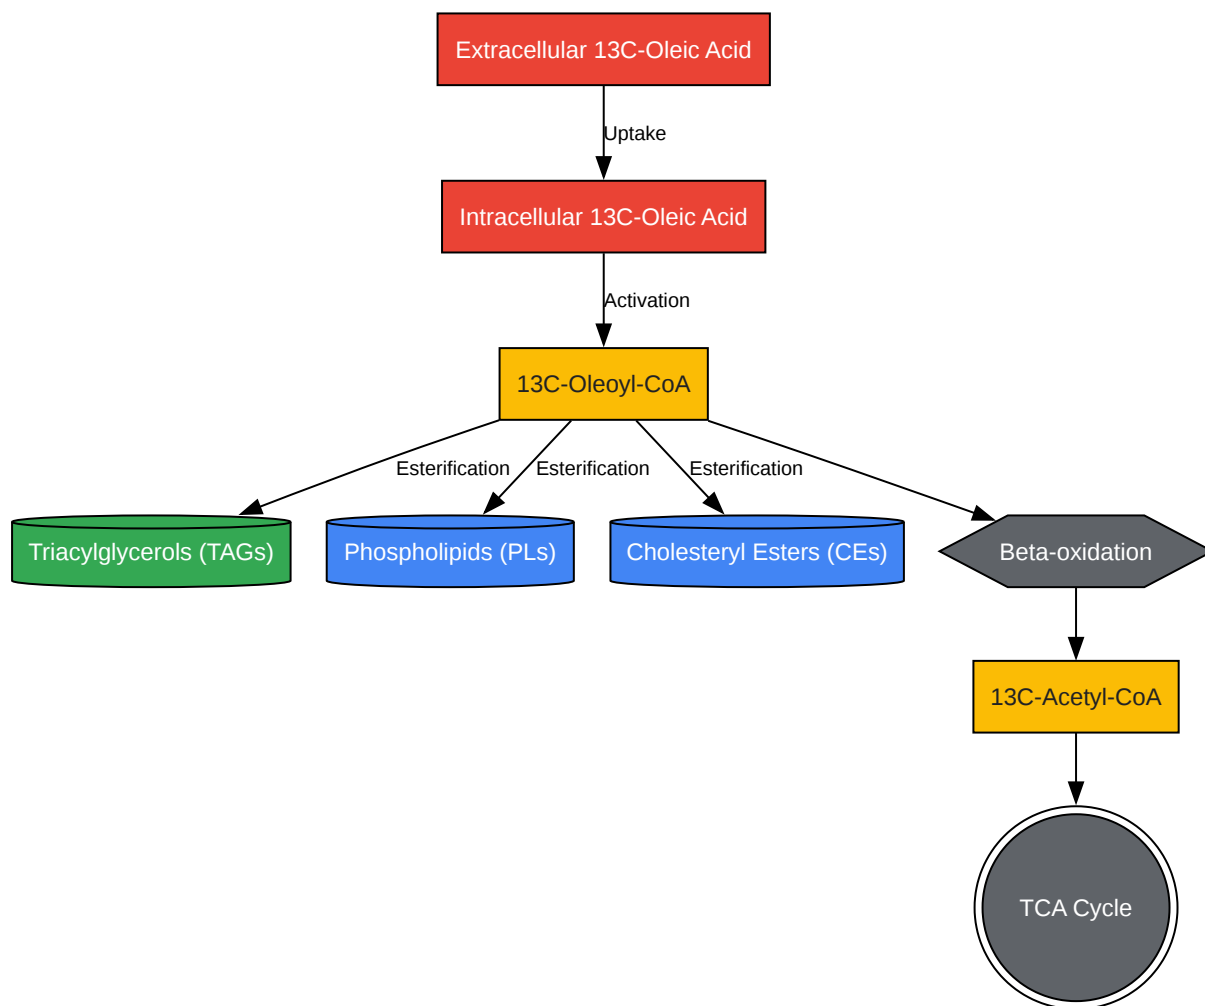 Extracellular 13C-Oleic Acid
Uptake
Intracellular 13C-Oleic Acid
Activation
13C-Oleoyl-CoA
Esterification
Esterification
Esterification
Triacylglycerols (TAGs)
Phospholipids (PLs)
Cholesteryl Esters (CEs)
Beta-oxidation
13C-Acetyl-CoA
TCA Cycle